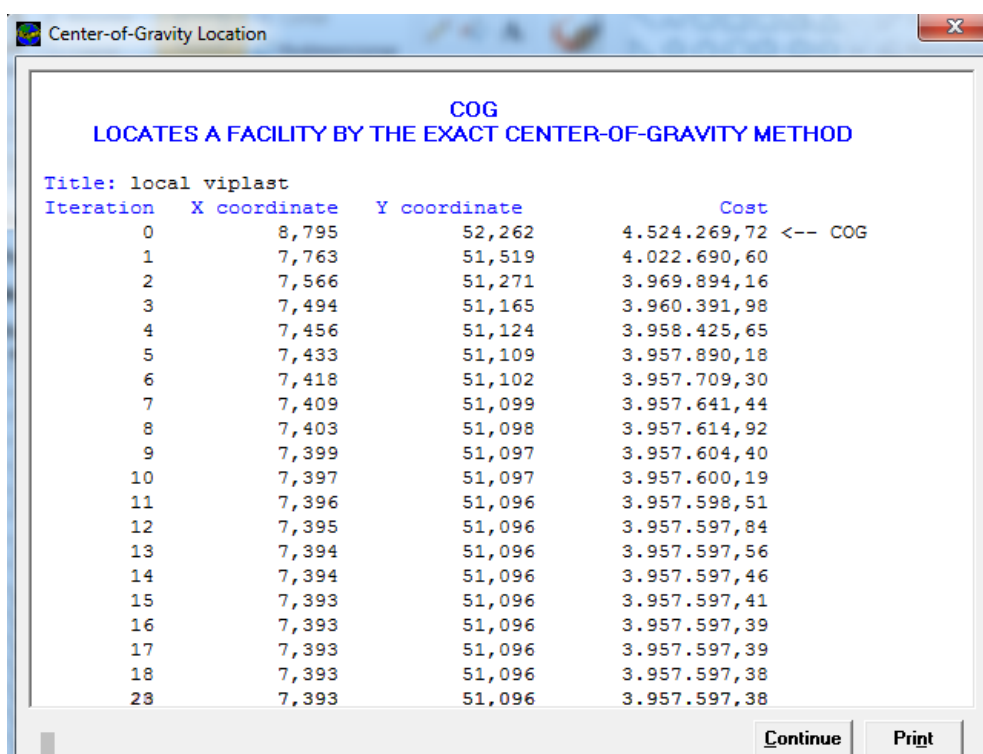 Center-of-Gravity Location
COG
LOCATES A FACILITY BY THE EXACT CENTER-OF-GRAVITY METHOD
Title: local viplast
Iteration X coordinate Y coordinate Cost
0 8,795 52,262 4.524.269,72 <-- COG
1 7,763 51,519 4.022.690,60
2 7,566 51,271 3.969.894,16
3 7,494 51,165 3.960.391,98
4 7,456 51,124 3.958.425,65
5 7,433 51,109 3.957.890,18
6 7,418 51,102 3.957.709,30
7 7,409 51,099 3.957.641,44
8 7,403 51,098 3.957.614,92
9 7,399 51,097 3.957.604,40
10 7,397 51,097 3.957.600,19
11 7,396 51,096 3.957.598,51
12 7,395 51,096 3.957.597,84
13 7,394 51,096 3.957.597,56
14 7,394 51,096 3.957.597,46
15 7,393 51,096 3.957.597,41
16 7,393 51,096 3.957.597,39
17 7,393 51,096 3.957.597,39
18 7,393 51,096 3.957.597,38
23 7,393 51,096 3.957.597,38
Continue Print